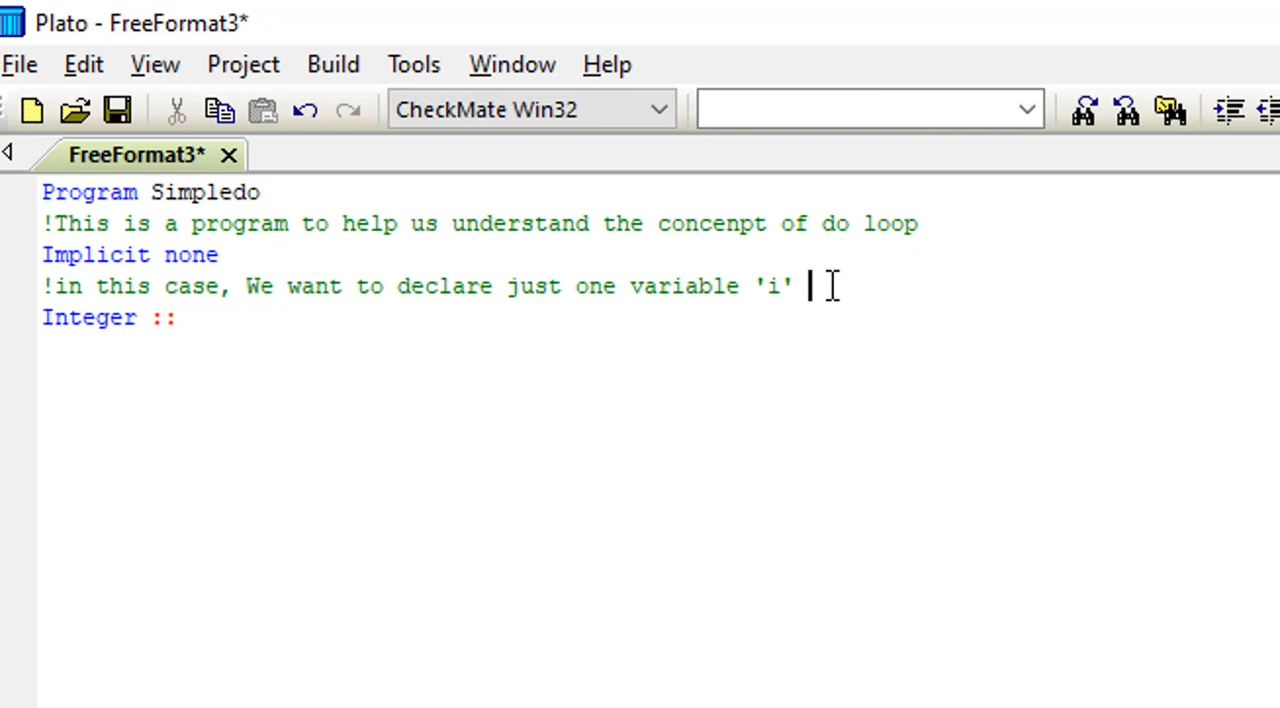 Plato - FreeFormat3*
File Edit View Project Build Tools Window Help
CheckMate Win32
FreeFormat3*
Program Simpledo
!This is a program to help us understand the concenpt of do loop
Implicit none
!in this case, We want to declare just one variable 'i'
Integer ::